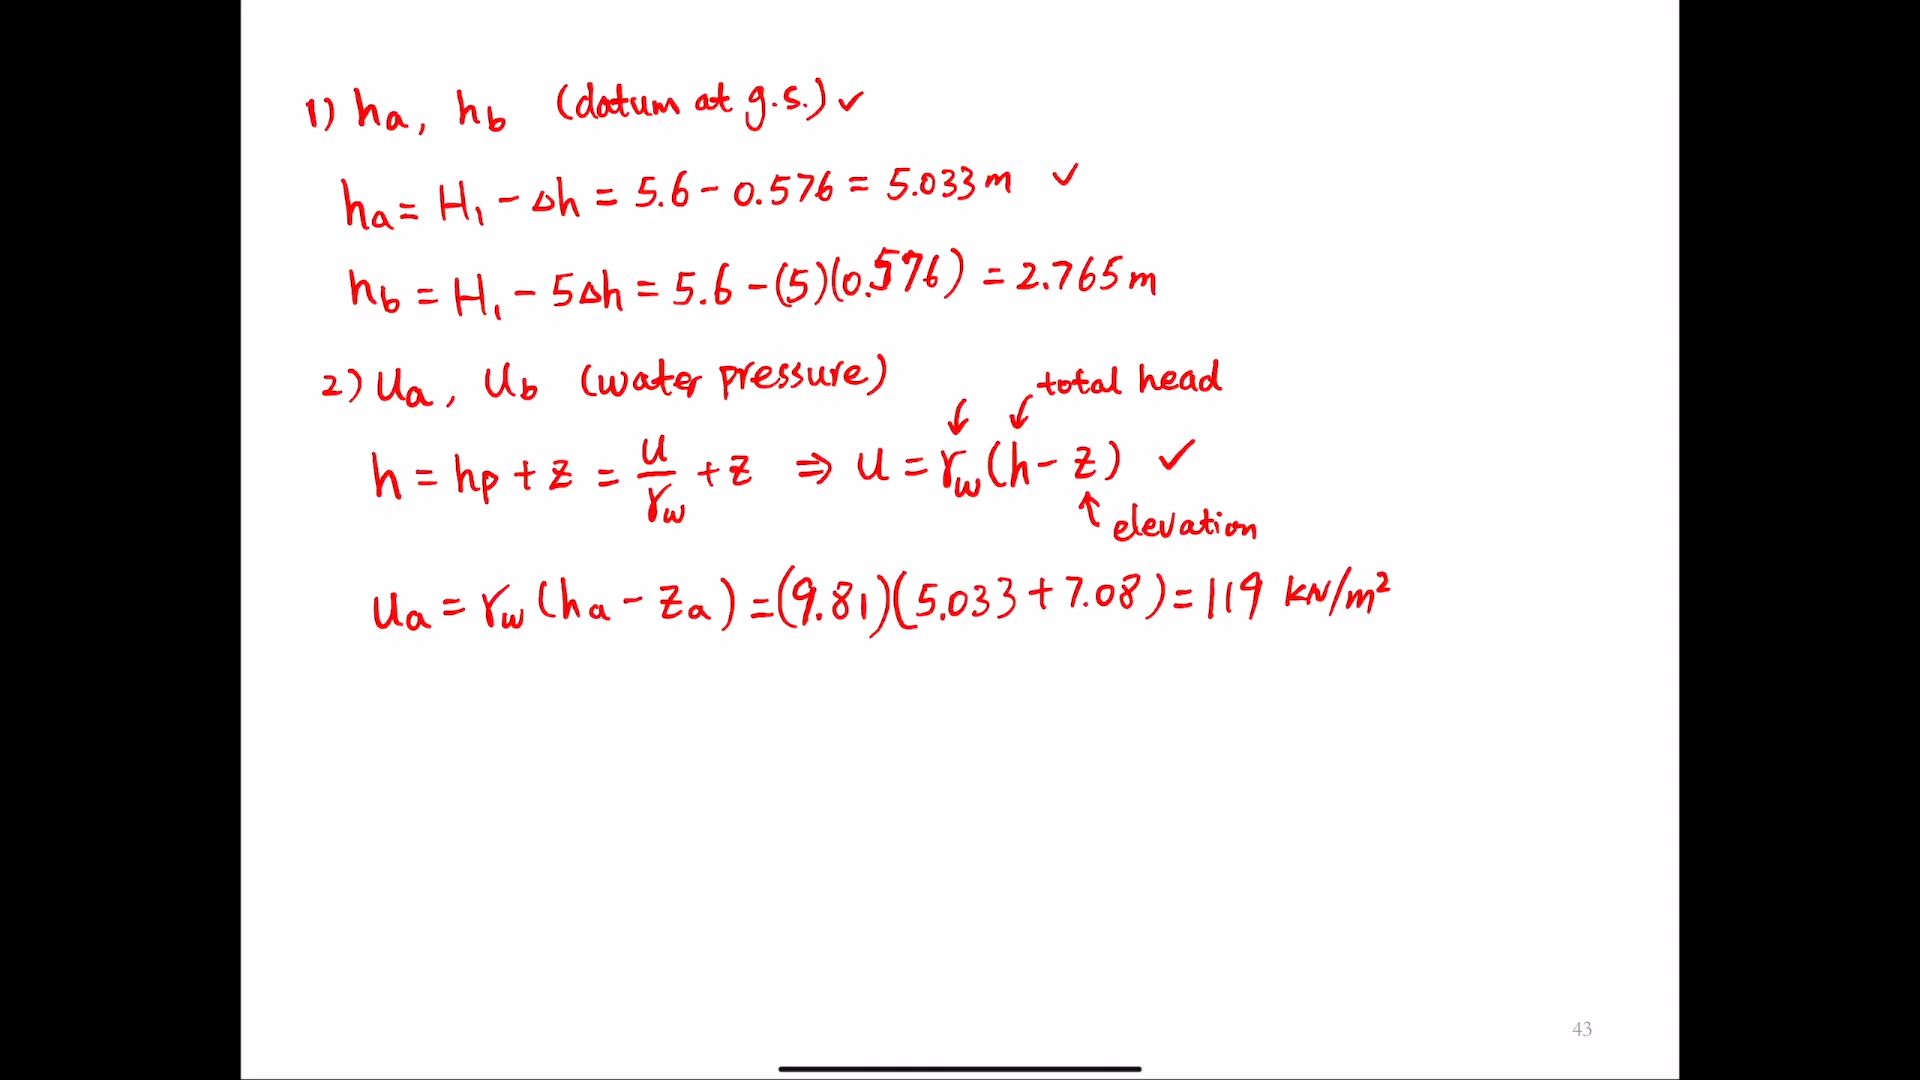 1) ha, hb (datum at g.s.) ✓
ha = H₁ - Δh = 5.6 - 0.576 = 5.033 m ✓
hb = H₁ - 5Δh = 5.6 - (5)(0.576) = 2.765 m
2) ua, ub (water pressure)
total head
h = hp + z = u/γw + z ⇒ u = γw (h - z) ✓
elevation
ua = γw (ha - za) = (9.81)(5.033 + 7.08) = 119 kN/m²
43